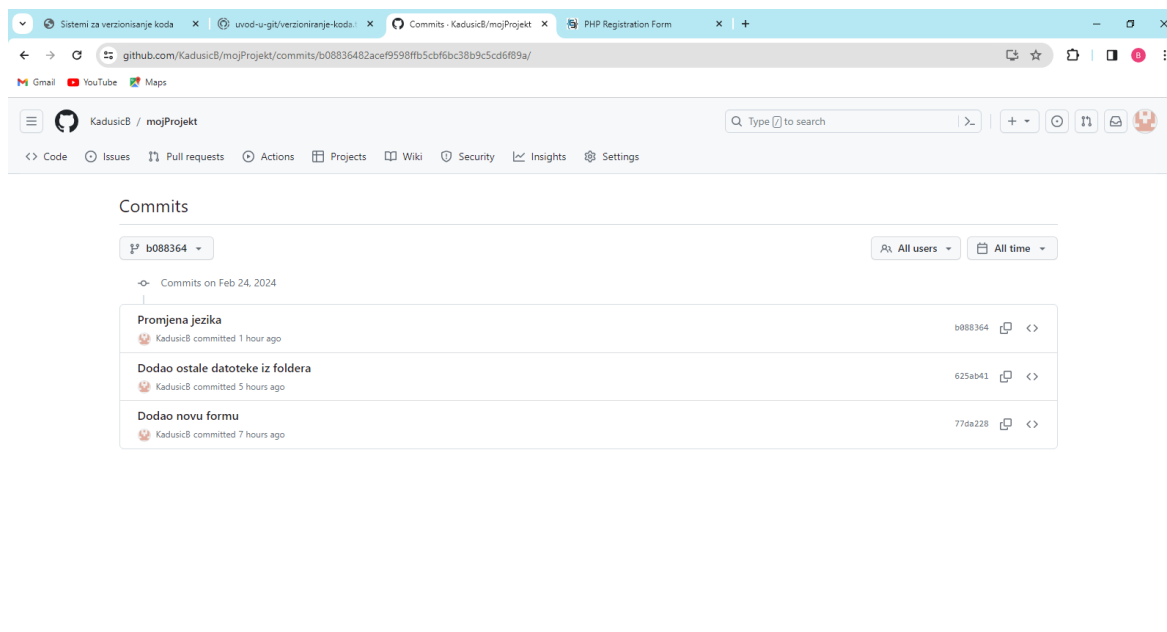 Sistemi za verzionisanje koda
uvod-u-git/verzioniranje-koda.
Commits · KadusicB/mojProjekt
PHP Registration Form
github.com/KadusicB/mojProjekt/commits/b08836482acef9598ffb5cbf6bc38b9c5cd6f89a/
B
Gmail YouTube Maps
KadusicB / mojProjekt
Type / to search
Code Issues Pull requests Actions Projects Wiki Security Insights Settings
Commits
b088364
All users
All time
Commits on Feb 24, 2024
Promjena jezika
KadusicB committed 1 hour ago
b088364
Dodao ostale datoteke iz foldera
KadusicB committed 5 hours ago
625ab41
Dodao novu formu
KadusicB committed 7 hours ago
77da228